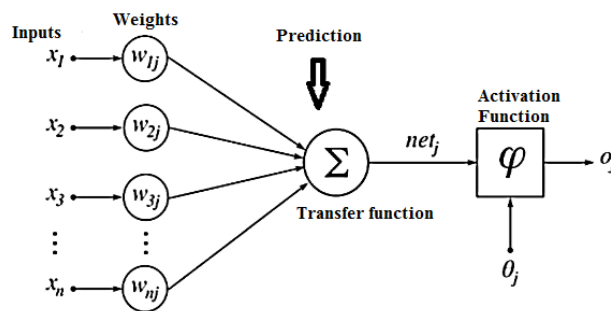 Inputs
Weights
Prediction
Activation
Function
x₁
w₁ⱼ
x₂
w₂ⱼ
x₃
w₃ⱼ
⋮
⋮
xₙ
wₙⱼ
Σ
Transfer function
netⱼ
φ
θⱼ